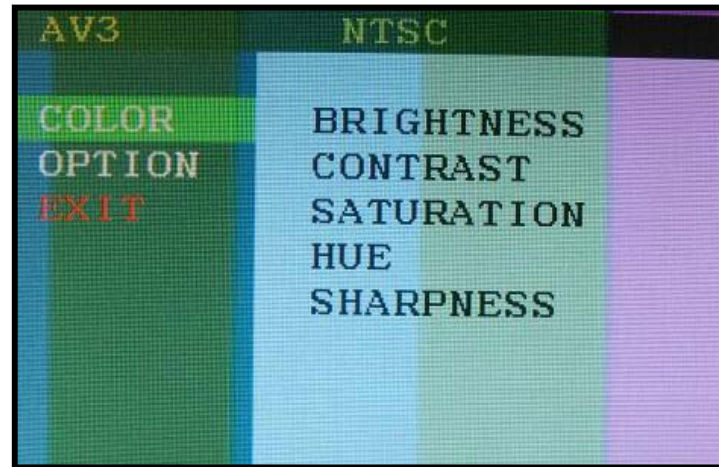 AV3 NTSC
COLOR BRIGHTNESS
OPTION CONTRAST
EXIT SATURATION
HUE
SHARPNESS